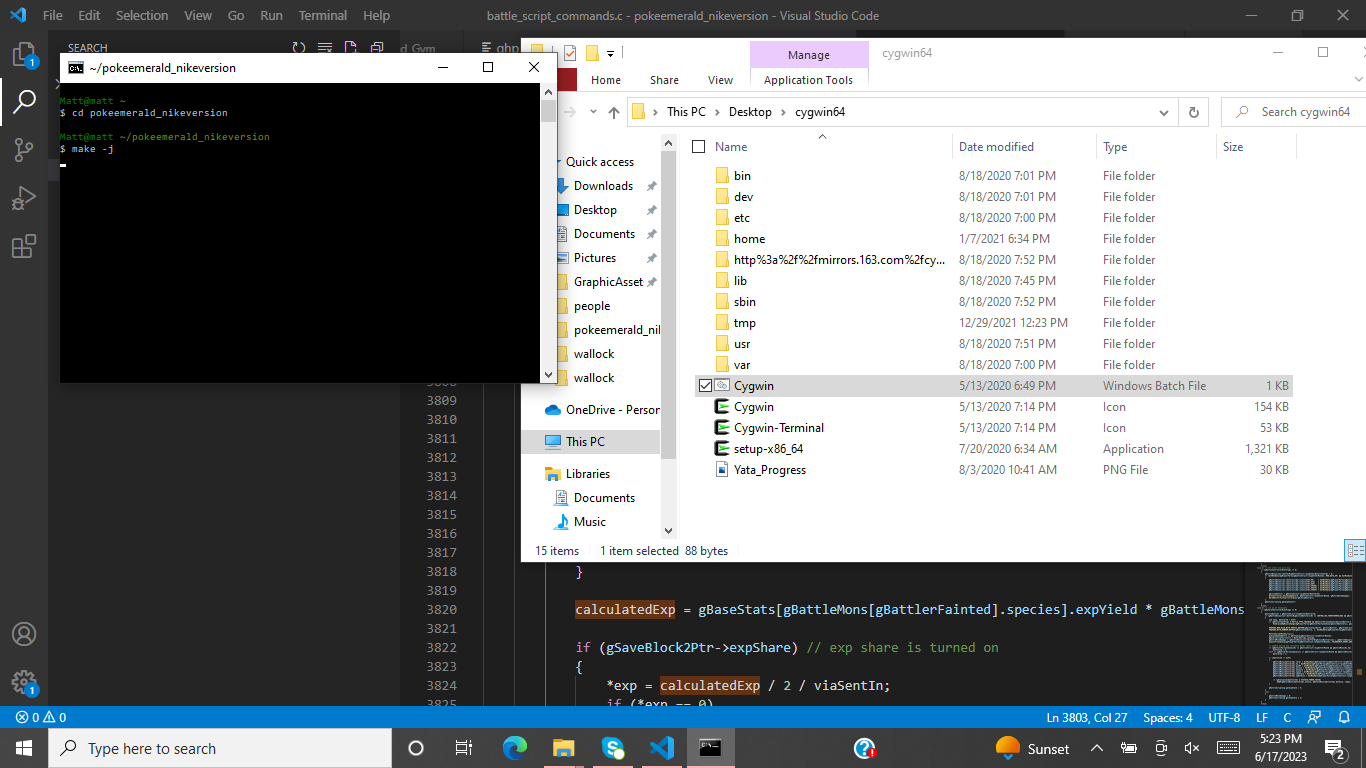 File Edit Selection View Go Run Terminal Help
battle_script_commands.c - pokeemerald_nikeversion - Visual Studio Code
SEARCH
d Gym
~/pokeemerald_nikeversion
Matt@matt ~
$ cd pokeemerald_nikeversion
Matt@matt ~/pokeemerald_nikeversion
$ make -j
Manage
cygwin64
Home Share View Application Tools
This PC Desktop cygwin64
Search cygwin64
Quick access
Downloads
Desktop
Documents
Pictures
GraphicAsset
people
pokeemerald_nil
wallock
wallock
OneDrive - Person
This PC
Libraries
Documents
Music
Name Date modified Type Size
bin 8/18/2020 7:01 PM File folder
dev 8/18/2020 7:01 PM File folder
etc 8/18/2020 7:00 PM File folder
home 1/7/2021 6:34 PM File folder
http%3a%2f%2fmirrors.163.com%2fcy... 8/18/2020 7:52 PM File folder
lib 8/18/2020 7:45 PM File folder
sbin 8/18/2020 7:52 PM File folder
tmp 12/29/2021 12:23 PM File folder
usr 8/18/2020 7:51 PM File folder
var 8/18/2020 7:00 PM File folder
Cygwin 5/13/2020 6:49 PM Windows Batch File 1 KB
Cygwin 5/13/2020 7:14 PM Icon 154 KB
Cygwin-Terminal 5/13/2020 7:14 PM Icon 53 KB
setup-x86_64 7/20/2020 6:34 AM Application 1,321 KB
Yata_Progress 8/3/2020 10:41 AM PNG File 30 KB
15 items 1 item selected 88 bytes
3809
3810
3811
3812
3813
3814
3815
3816
3817
3818 }
3819
3820 calculatedExp = gBaseStats[gBattleMons[gBattlerFainted].species].expYield * gBattleMons
3821
3822 if (gSaveBlock2Ptr->expShare) // exp share is turned on
3823 {
3824 *exp = calculatedExp / 2 / viaSentIn;
3825 if (*exp == 0)
1
1
0 0
Ln 3803, Col 27 Spaces: 4 UTF-8 LF C
Type here to search
Sunset
5:23 PM
6/17/2023
2